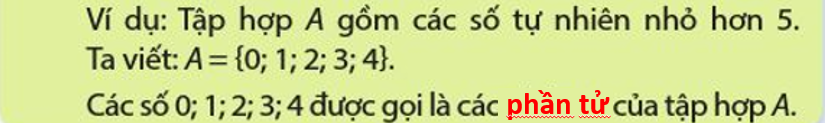 Ví dụ: Tập hợp A gồm các số tự nhiên nhỏ hơn 5.
Ta viết: A = {0; 1; 2; 3; 4}.
Các số 0; 1; 2; 3; 4 được gọi là các phần tử của tập hợp A.